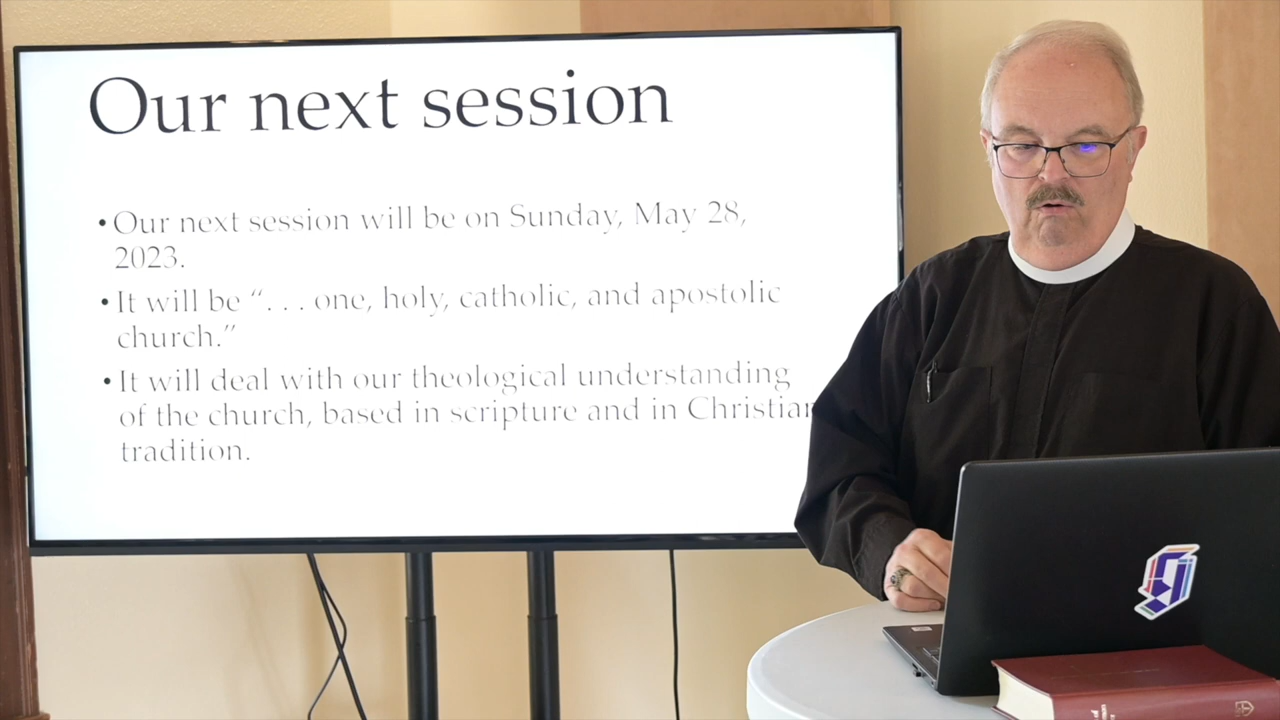 Our next session
• Our next session will be on Sunday, May 28,
2023.
• It will be “. . . one, holy, catholic, and apostolic
church.”
• It will deal with our theological understanding
of the church, based in scripture and in Christian
tradition.